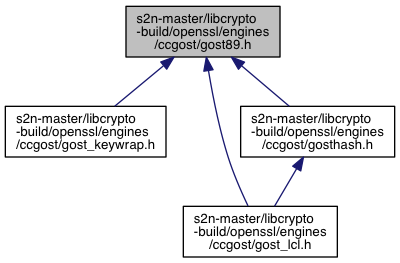 s2n-master/libcrypto
-build/openssl/engines
/ccgost/gost89.h
s2n-master/libcrypto
-build/openssl/engines
/ccgost/gost_keywrap.h
s2n-master/libcrypto
-build/openssl/engines
/ccgost/gosthash.h
s2n-master/libcrypto
-build/openssl/engines
/ccgost/gost_lcl.h